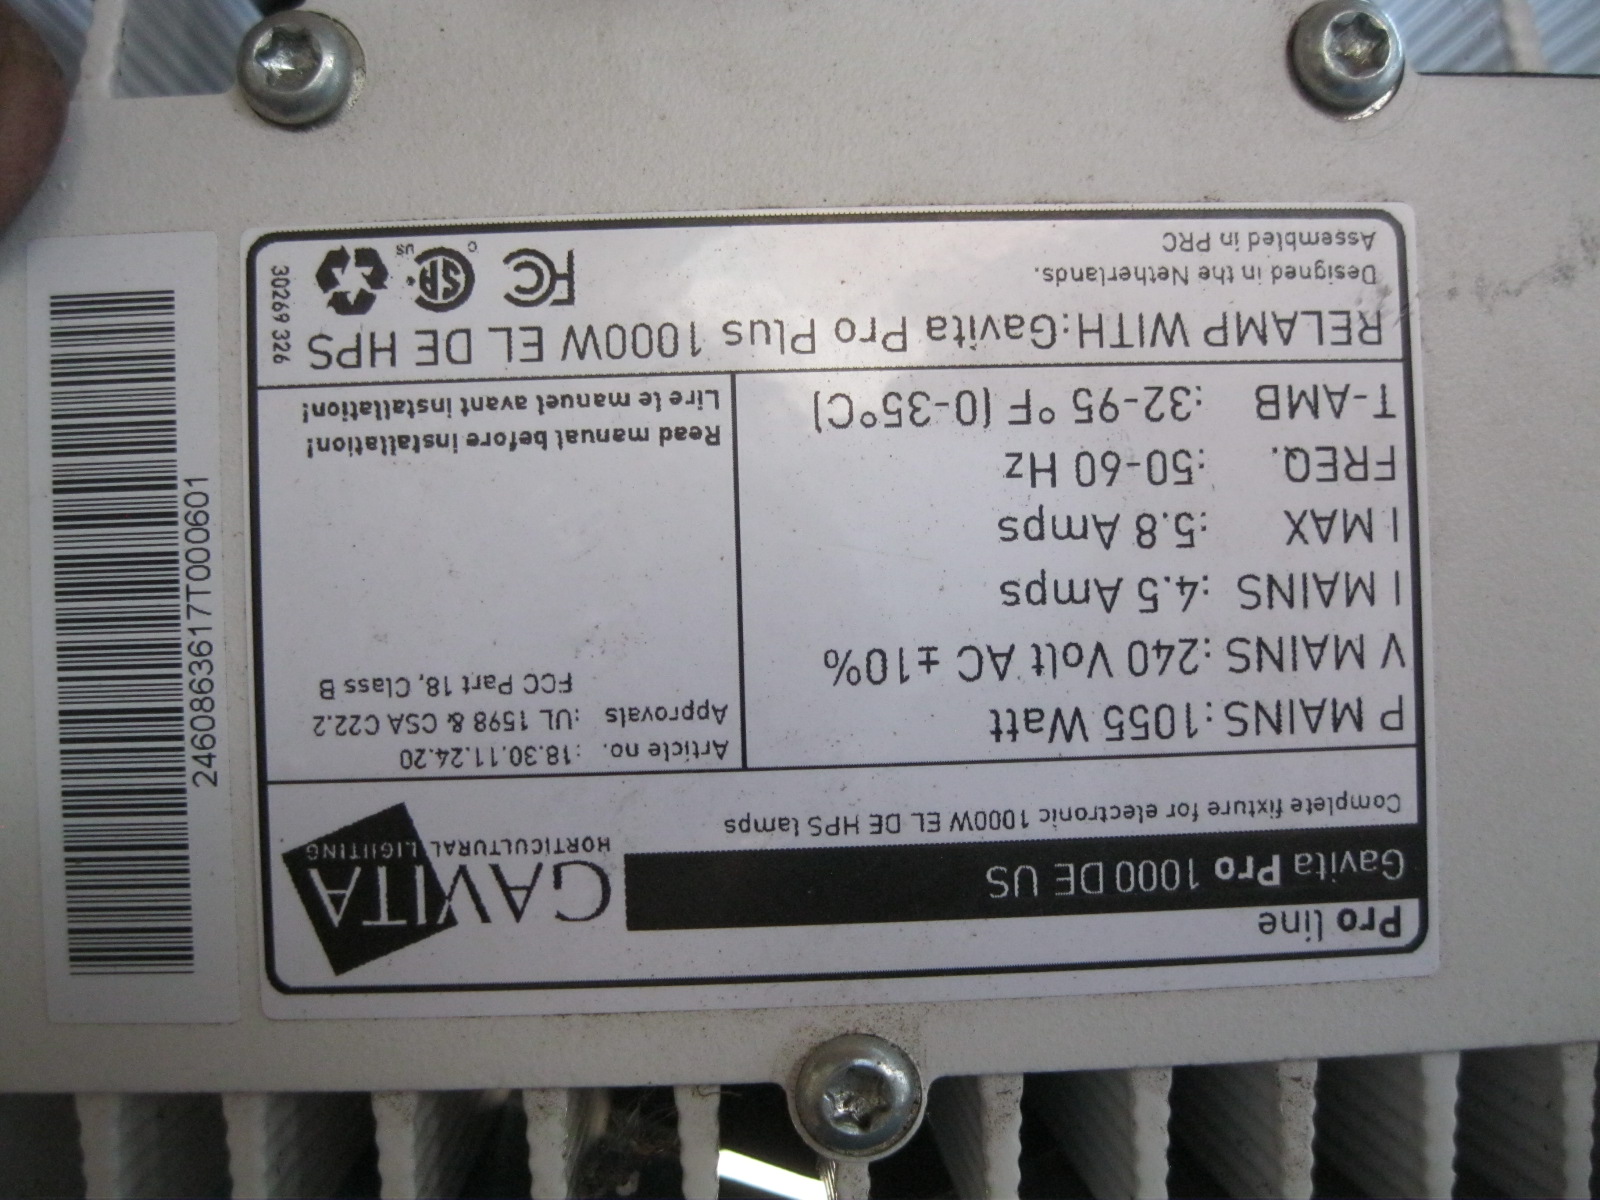 Pro line
Gavita Pro 1000 DE US
GAVITA
HORTICULTURAL LIGHTING
Complete fixture for electronic 1000W EL DE HPS lamps
P MAINS :1055 Watt
V MAINS :240 Volt AC ±10%
I MAINS :4.5 Amps
I MAX :5.8 Amps
FREQ. :50-60 Hz
T-AMB :32-95 °F (0-35°C)
Article no. :18.30.11.24.20
Approvals :UL 1598 & CSA C22.2
FCC Part 18, Class B
Read manual before installation!
Lire le manuel avant installation!
RELAMP WITH:Gavita Pro Plus 1000W EL DE HPS
Designed in the Netherlands.
Assembled in PRC
FC
C SA US
30269 326
2460863617T000601